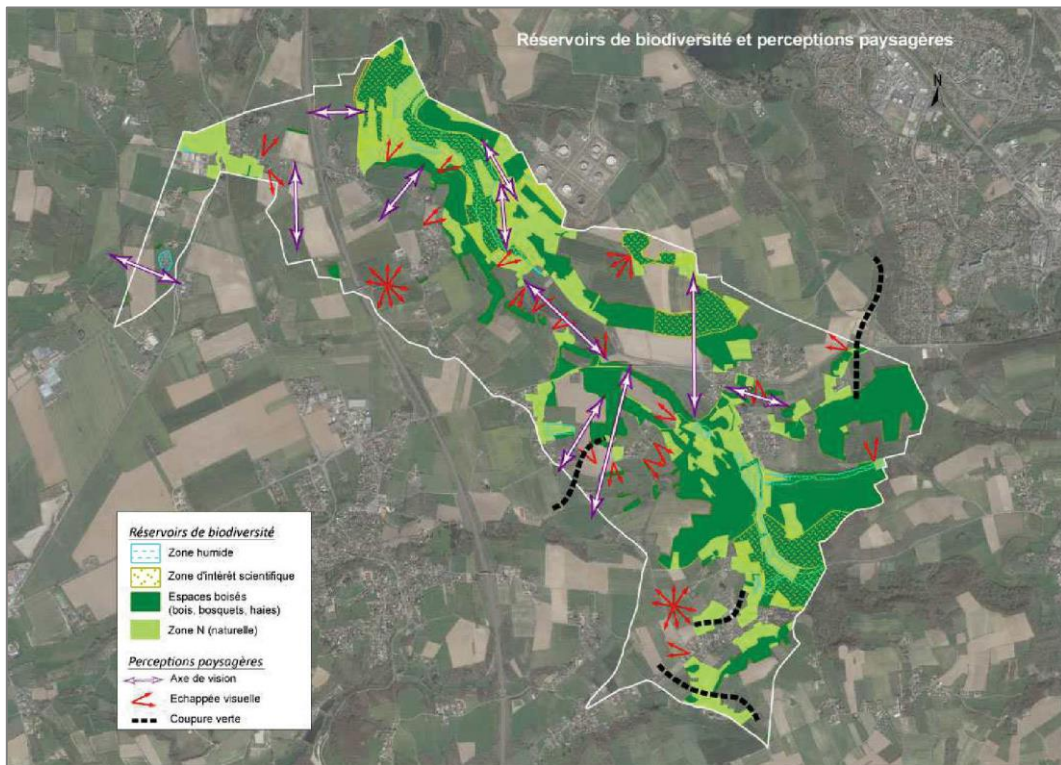 Réservoirs de biodiversité et perceptions paysagères
N
Réservoirs de biodiversité
Zone humide
Zone d'intérêt scientifique
Espaces boisés
(bois, bosquets, haies)
Zone N (naturelle)
Perceptions paysagères
Axe de vision
Echappée visuelle
Coupure verte